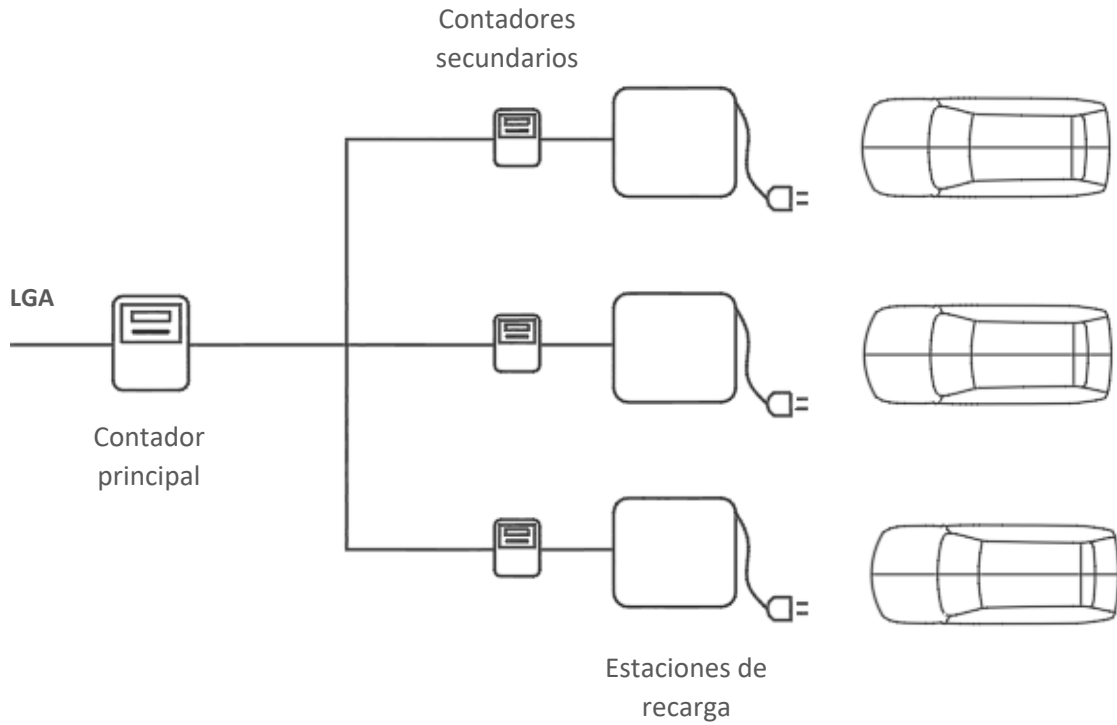 Contadores
secundarios
LGA
Contador
principal
Estaciones de
recarga